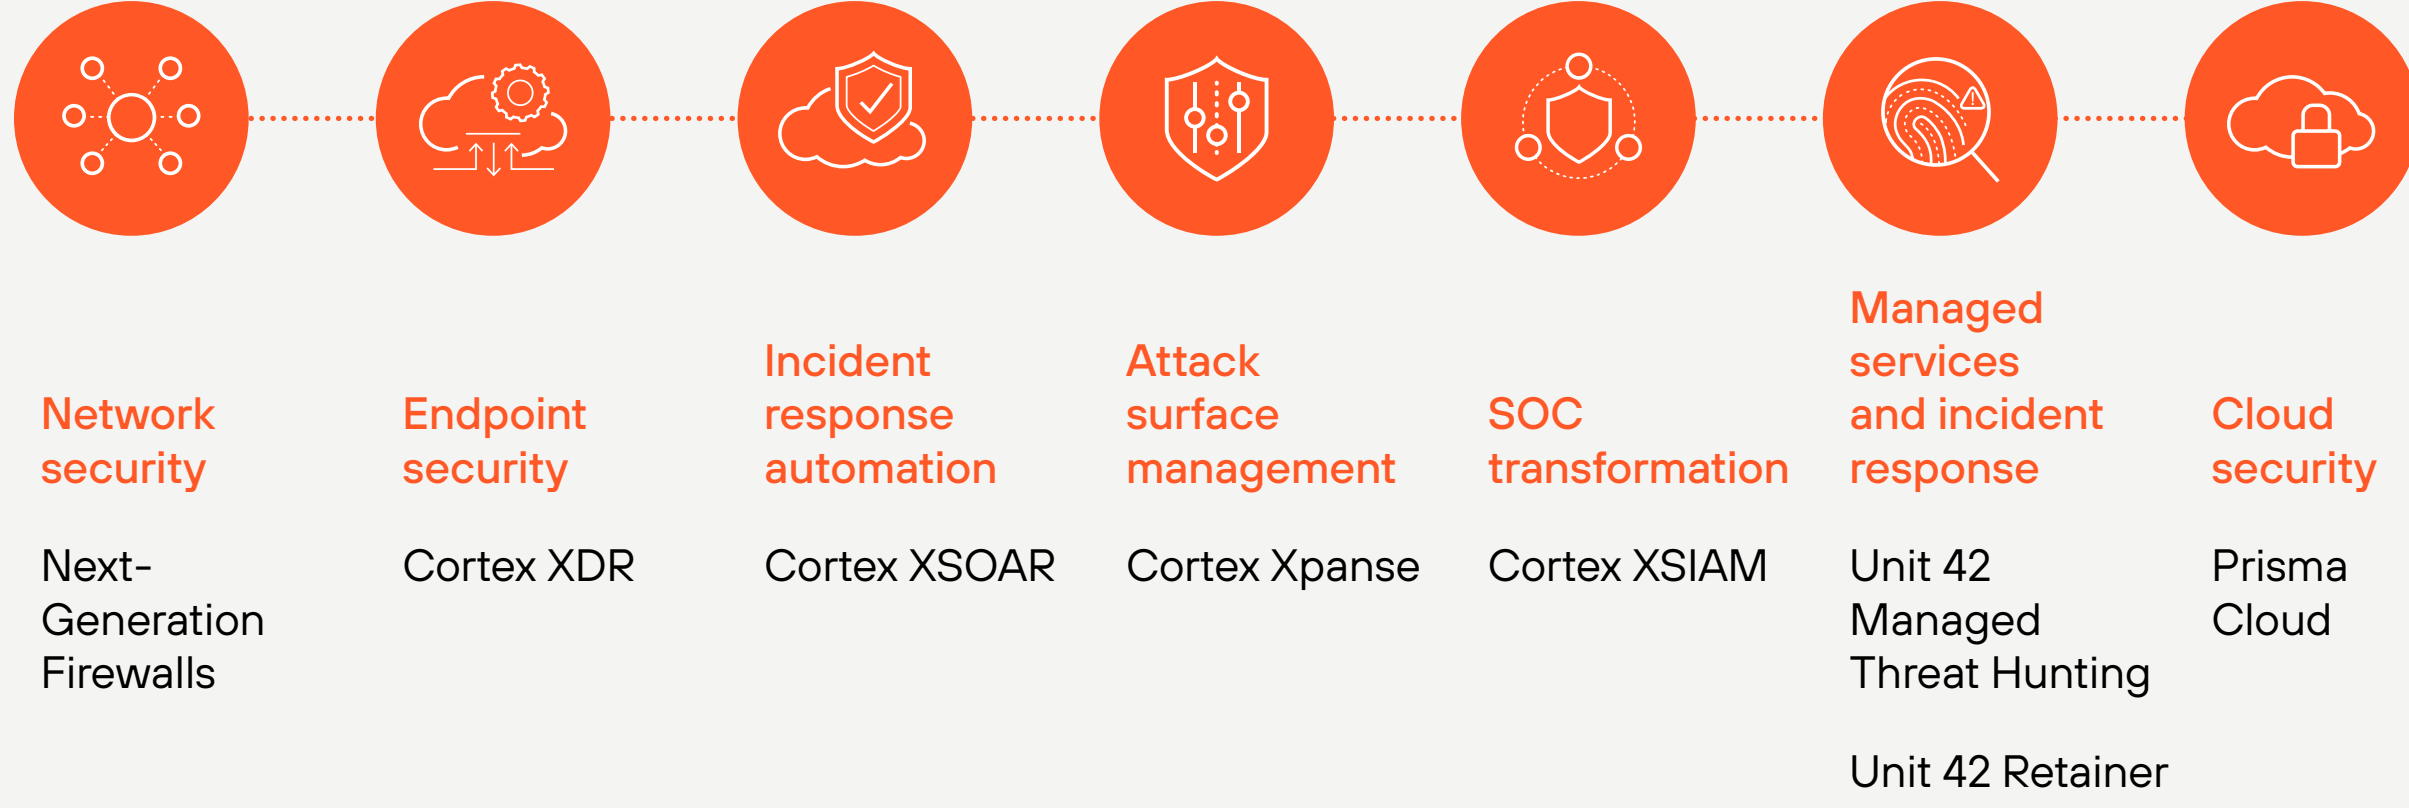 Network
security
Next-
Generation
Firewalls
Endpoint
security
Cortex XDR
Incident
response
automation
Cortex XSOAR
Attack
surface
management
Cortex Xpanse
SOC
transformation
Cortex XSIAM
Managed
services
and incident
response
Unit 42
Managed
Threat Hunting
Unit 42 Retainer
Cloud
security
Prisma
Cloud